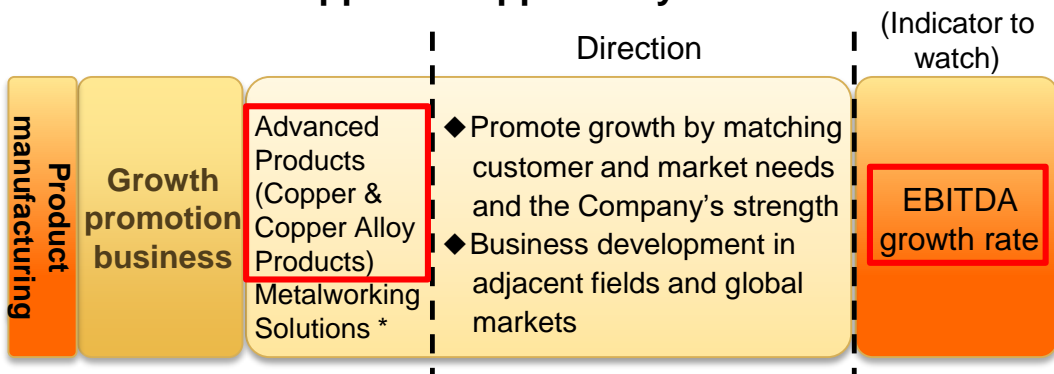 (Indicator to
watch)
Direction
Product
manufacturing
Growth
promotion
business
Advanced
Products
(Copper &
Copper Alloy
Products)
Metalworking
Solutions *
◆Promote growth by matching
customer and market needs
and the Company's strength
◆Business development in
adjacent fields and global
markets
EBITDA
growth rate